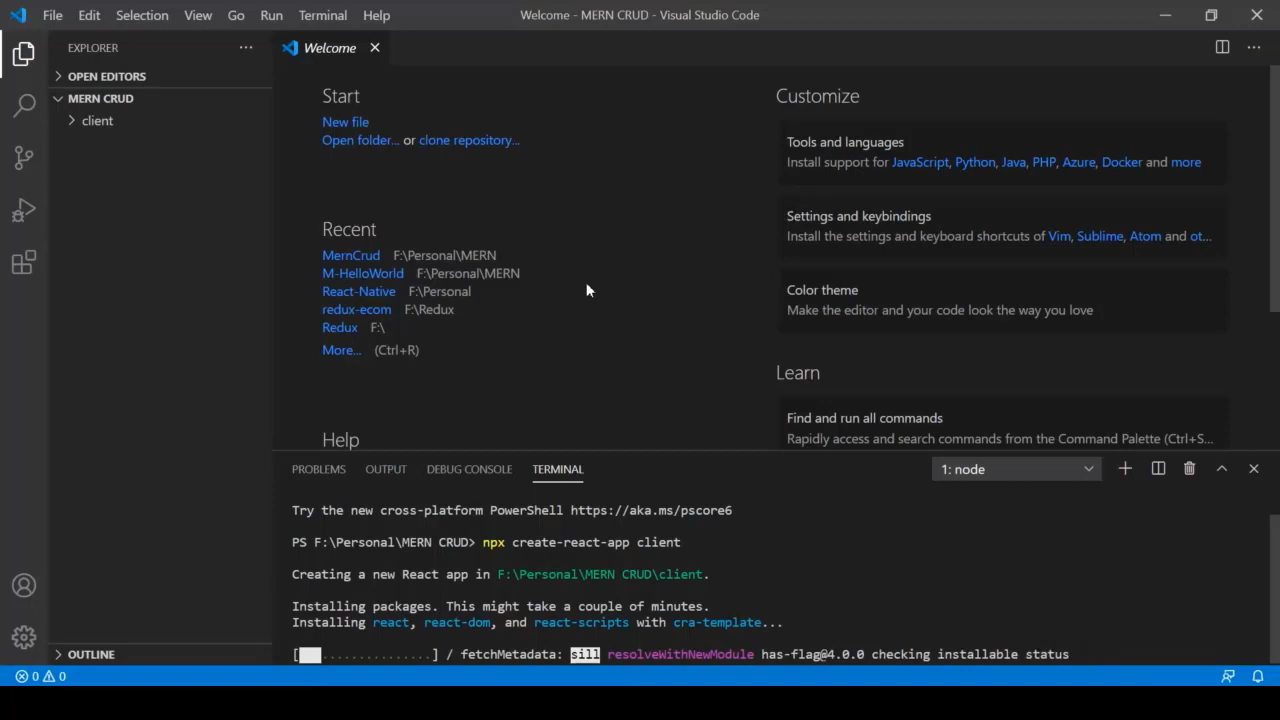 File Edit Selection View Go Run Terminal Help
Welcome - MERN CRUD - Visual Studio Code
EXPLORER
OPEN EDITORS
MERN CRUD
client
OUTLINE
Welcome
Start
New file
Open folder... or clone repository...
Recent
MernCrud F:\Personal\MERN
M-HelloWorld F:\Personal\MERN
React-Native F:\Personal
redux-ecom F:\Redux
Redux F:\
More... (Ctrl+R)
Help
Customize
Tools and languages
Install support for JavaScript, Python, Java, PHP, Azure, Docker and more
Settings and keybindings
Install the settings and keyboard shortcuts of Vim, Sublime, Atom and ot...
Color theme
Make the editor and your code look the way you love
Learn
Find and run all commands
Rapidly access and search commands from the Command Palette (Ctrl+S...
PROBLEMS OUTPUT DEBUG CONSOLE TERMINAL
1: node
Try the new cross-platform PowerShell https://aka.ms/pscore6
PS F:\Personal\MERN CRUD> npx create-react-app client
Creating a new React app in F:\Personal\MERN CRUD\client.
Installing packages. This might take a couple of minutes.
Installing react, react-dom, and react-scripts with cra-template...
[ ...............] / fetchMetadata: sill resolveWithNewModule has-flag@4.0.0 checking installable status
0 0